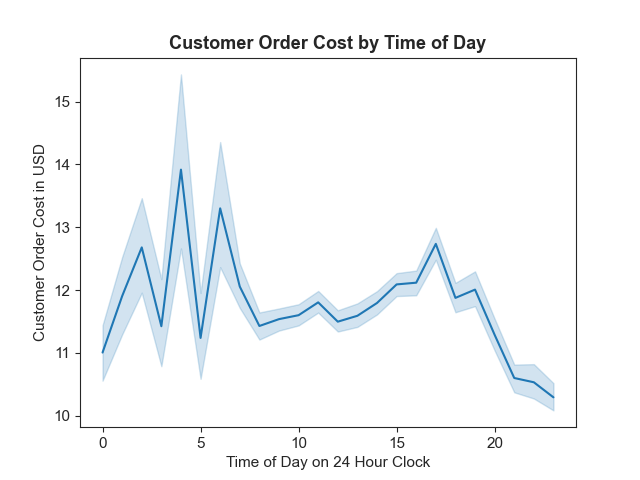 Customer Order Cost by Time of Day
Customer Order Cost in USD
15
14
13
12
11
10
0 5 10 15 20
Time of Day on 24 Hour Clock